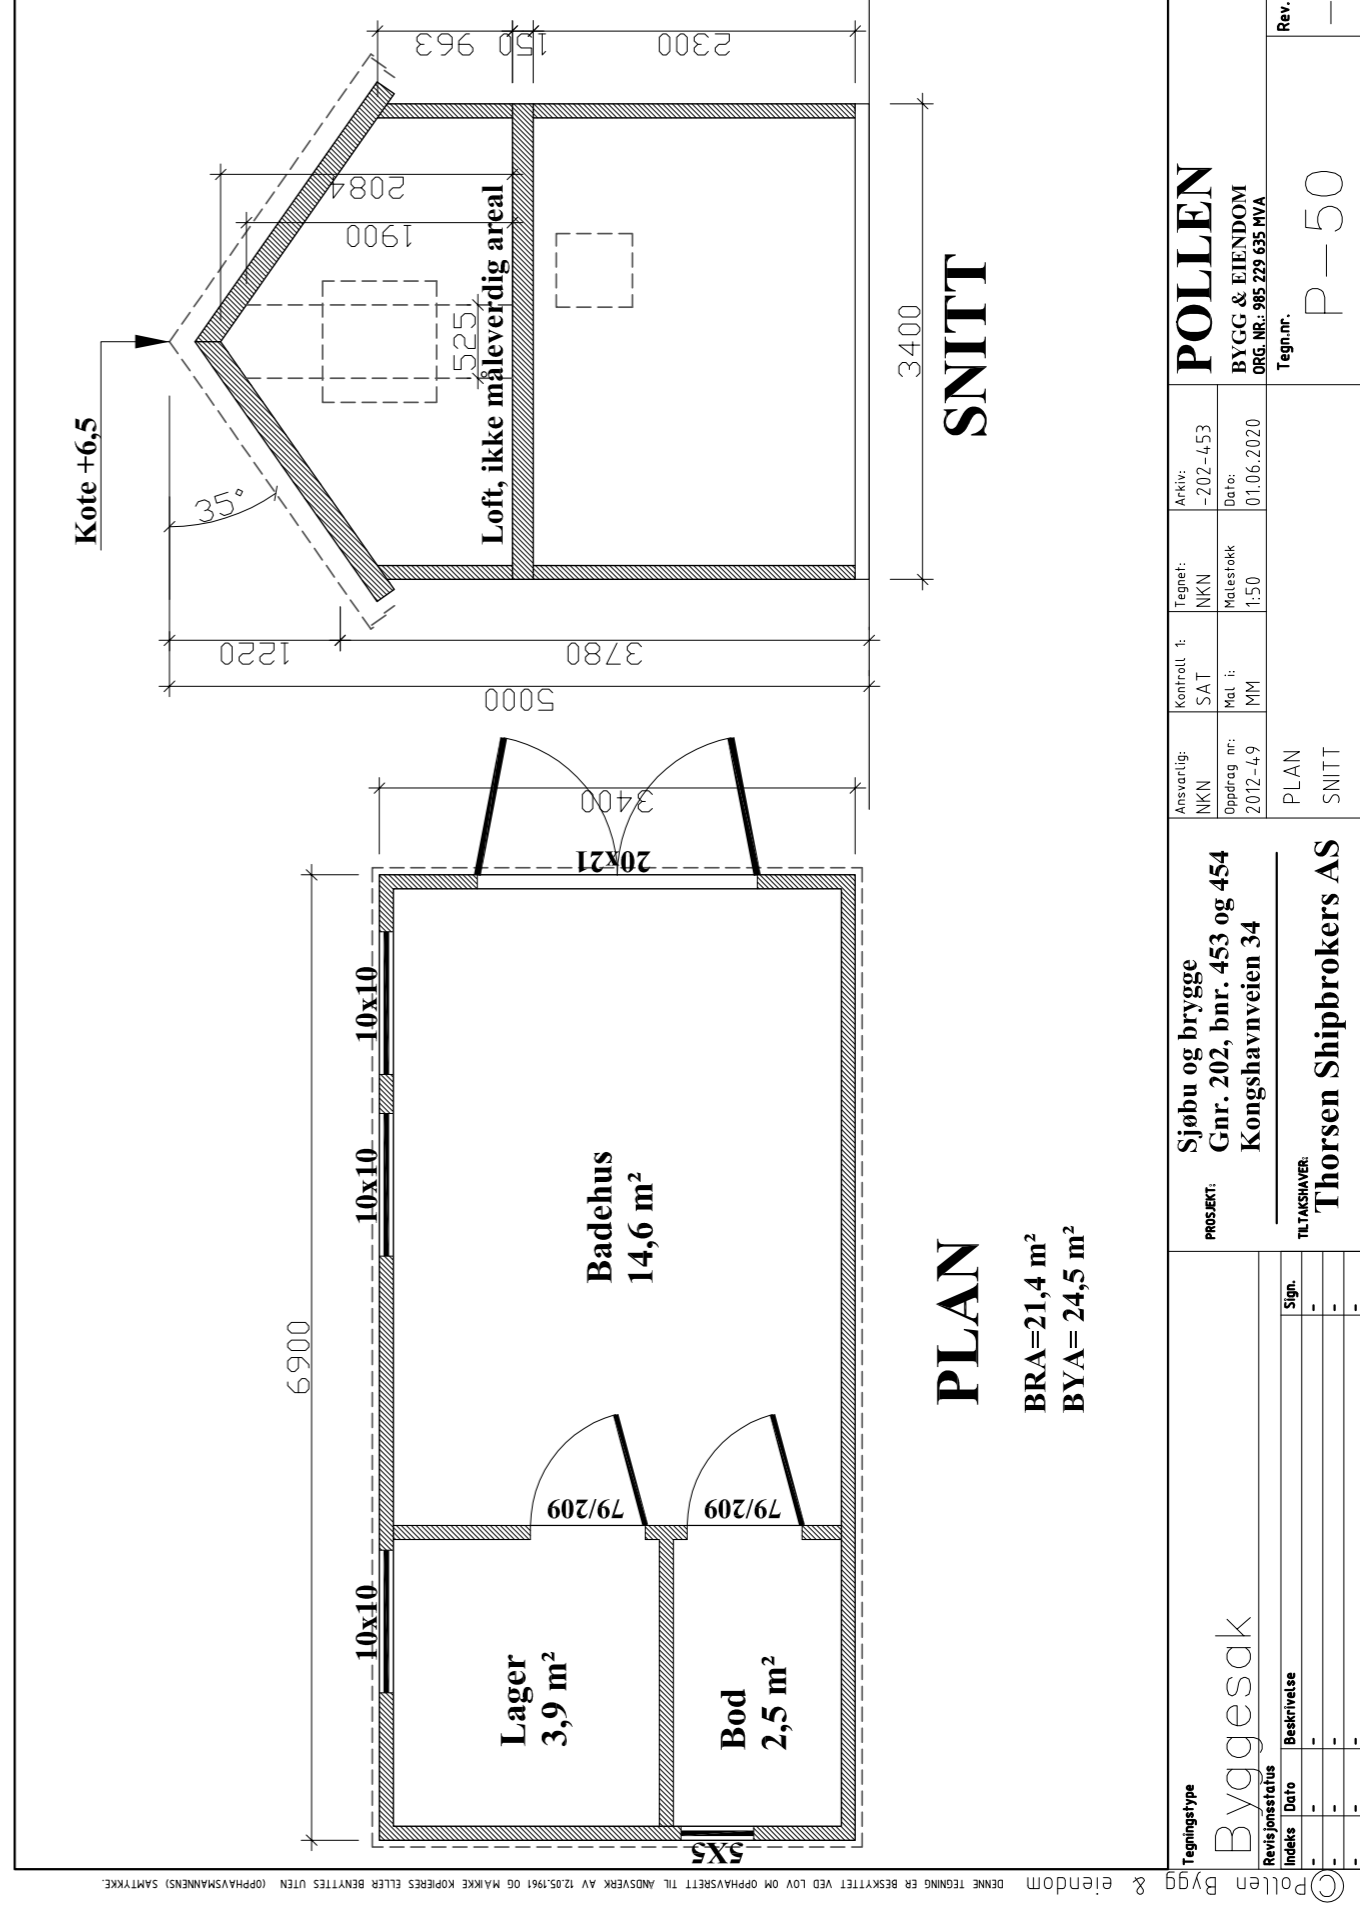 6900
10x10
10x10
10x10
Lager
3,9 m²
Bod
2,5 m²
79/209
79/209
Badehus
14,6 m²
20x21
5X5
3400
PLAN
BRA=21,4 m²
BYA= 24,5 m²
Kote +6,5
35°
1220
3780
5000
963
150
2300
2084
1900
525
Loft, ikke måleverdig areal
3400
SNITT
Tegningstype
Byggesak
Revisjonsstatus
Indeks Dato Beskrivelse Sign.
- - - -
- - - -
- - - -
PROSJEKT:
Sjøbu og brygge
Gnr. 202, bnr. 453 og 454
Kongshavnveien 34
TILTAKSHAVER:
Thorsen Shipbrokers AS
Ansvarlig: Kontroll 1: Tegnet: Arkiv:
NKN SAT NKN -202-453
Oppdrag nr: Mal i: Malestokk Dato:
2012-49 MM 1:50 01.06.2020
PLAN
SNITT
POLLEN
BYGG & EIENDOM
ORG. NR.: 985 229 635 MVA
Tegn.nr. Rev.
P-50 -
© Pollen Bygg & eiendom
DENNE TEGNING ER BESKYTTET VED LOV OM OPPHAVSRETT TIL ÅNDSVERK AV 12.05.1961 OG MÅ IKKE KOPIERES ELLER BENYTTES UTEN (OPPHAVSMANNENS) SAMTYKKE.